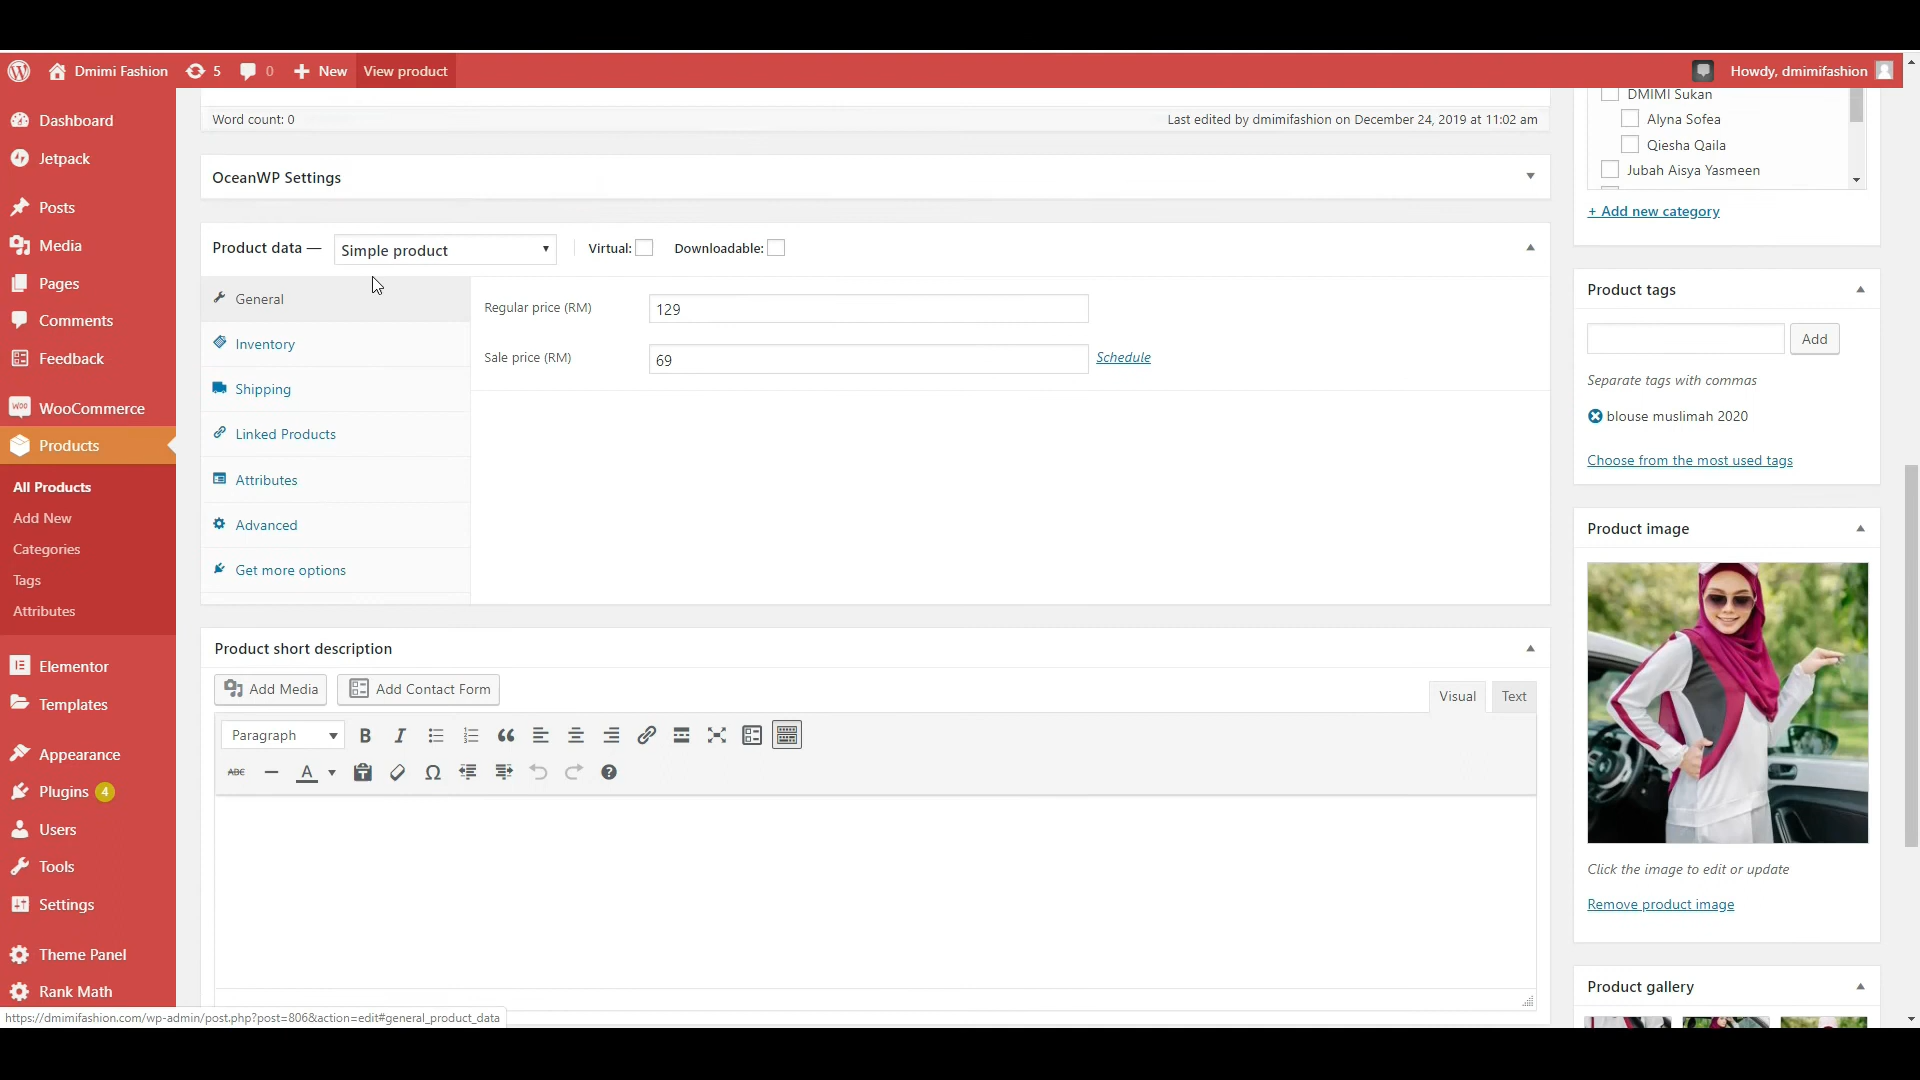 Dmimi Fashion 5 0 New View product Howdy, dmimifashion
Dashboard
Jetpack
Posts
Media
Pages
Comments
Feedback
WooCommerce
Products
All Products
Add New
Categories
Tags
Attributes
Elementor
Templates
Appearance
Plugins 4
Users
Tools
Settings
Theme Panel
Rank Math
Word count: 0 Last edited by dmimifashion on December 24, 2019 at 11:02 am
OceanWP Settings
Product data — Simple product Virtual: Downloadable:
General
Inventory
Shipping
Linked Products
Attributes
Advanced
Get more options
Regular price (RM) 129
Sale price (RM) 69 Schedule
Product short description
Add Media Add Contact Form Visual Text
Paragraph
DMIMI Sukan
Alyna Sofea
Qiesha Qaila
Jubah Aisya Yasmeen
+ Add new category
Product tags
Add
Separate tags with commas
blouse muslimah 2020
Choose from the most used tags
Product image
Click the image to edit or update
Remove product image
Product gallery
https://dmimifashion.com/wp-admin/post.php?post=806&action=edit#general_product_data